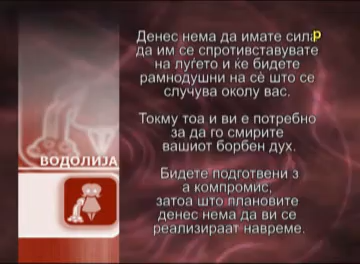 Денес нема да имате сила
да им се спротивставувате
на луѓето и ќе бидете
рамнодушни на сѐ што се
случува околу вас.
Токму тоа и ви е потребно
за да го смирите
вашиот борбен дух.
Бидете подготвени з
а компромис,
затоа што плановите
денес нема да ви се
реализираат навреме.
ВОДОЛИЈА